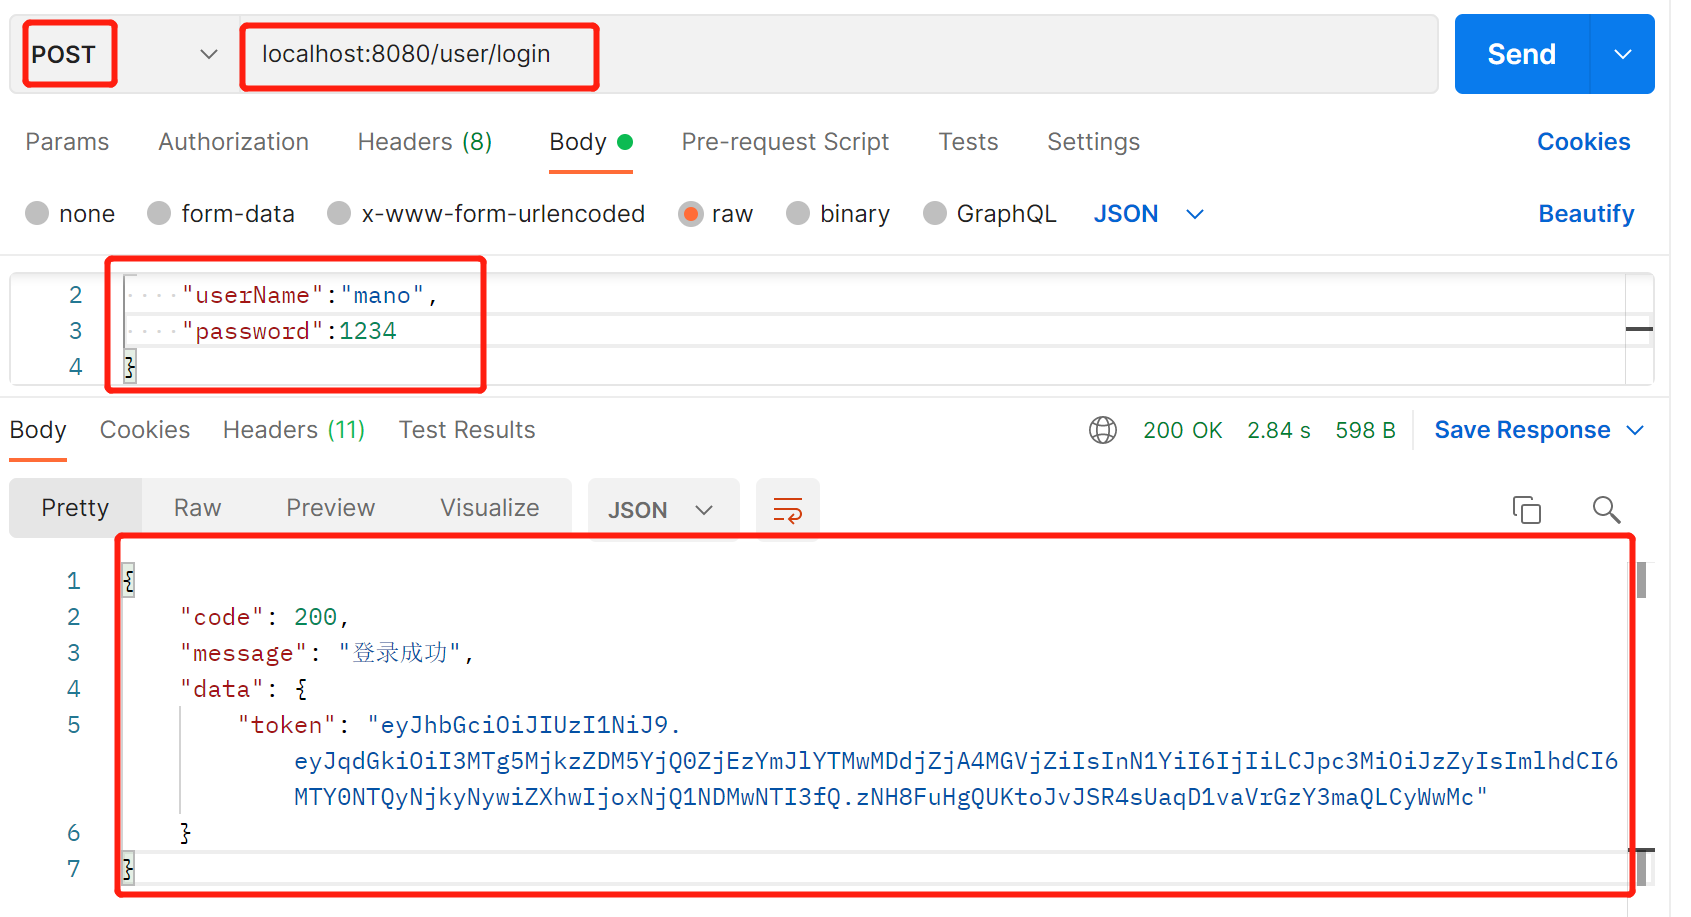 POST localhost:8080/user/login Send
Params Authorization Headers (8) Body Pre-request Script Tests Settings Cookies
none form-data x-www-form-urlencoded raw binary GraphQL JSON Beautify
2 "userName":"mano",
3 "password":1234
4 }
Body Cookies Headers (11) Test Results 200 OK 2.84 s 598 B Save Response
Pretty Raw Preview Visualize JSON
1 {
2 "code": 200,
3 "message": "登录成功",
4 "data": {
5 "token": "eyJhbGciOiJIUzI1NiJ9.
eyJqdGkiOiI3MTg5MjkzZDM5YjQ0ZjEzYmJlYTMwMDdjZjA4MGVjZiIsInN1YiI6IjIiLCJpc3MiOiJzZyIsImlhdCI6
MTY0NTQyNjkyNywiZXhwIjoxNjQ1NDMwNTI3fQ.zNH8FuHgQUKtoJvJSR4sUaqD1vaVrGzY3maQLCyWwMc"
6 }
7 }